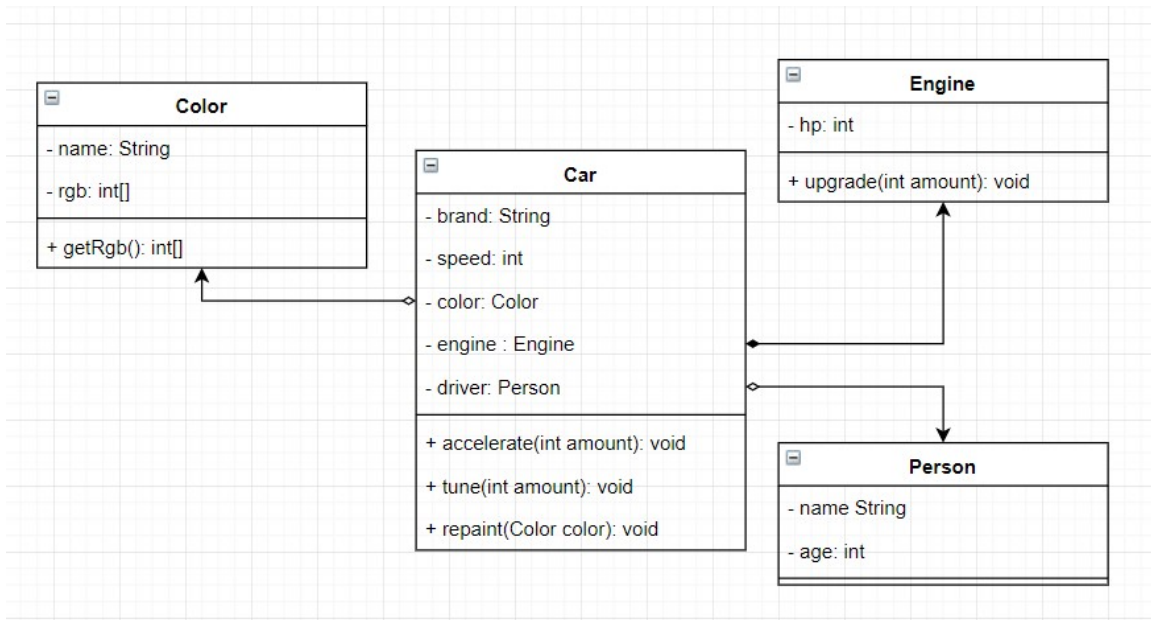 Color
- name: String
- rgb: int[]
+ getRgb(): int[]
Car
- brand: String
- speed: int
- color: Color
- engine : Engine
- driver: Person
+ accelerate(int amount): void
+ tune(int amount): void
+ repaint(Color color): void
Engine
- hp: int
+ upgrade(int amount): void
Person
- name String
- age: int